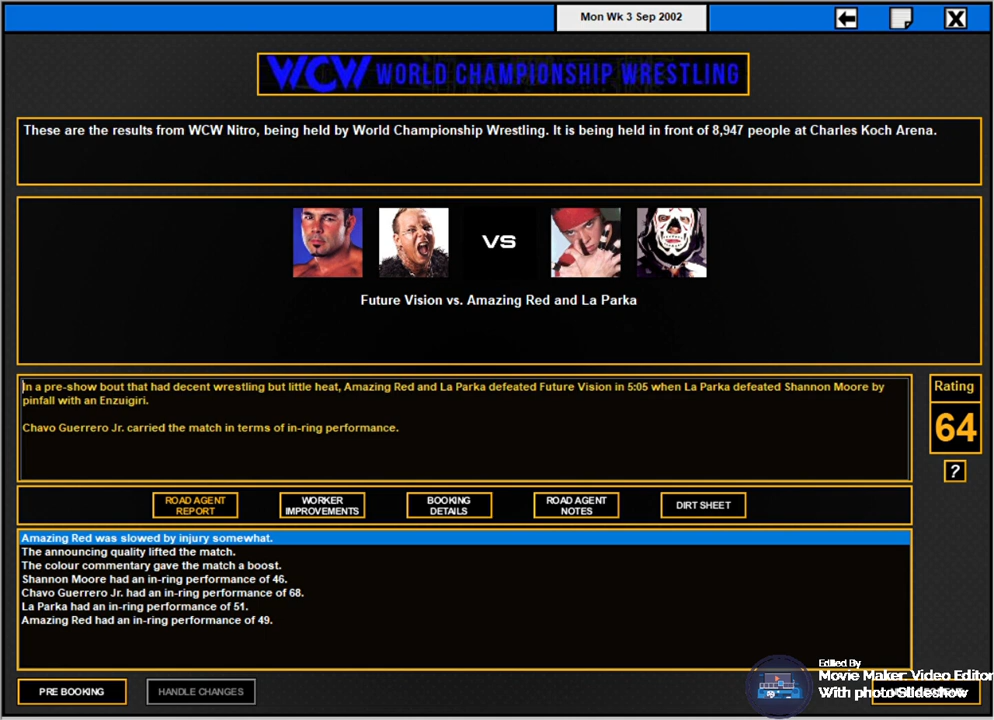 Mon Wk 3 Sep 2002
WCW WORLD CHAMPIONSHIP WRESTLING
These are the results from WCW Nitro, being held by World Championship Wrestling. It is being held in front of 8,947 people at Charles Koch Arena.
VS
Future Vision vs. Amazing Red and La Parka
In a pre-show bout that had decent wrestling but little heat, Amazing Red and La Parka defeated Future Vision in 5:05 when La Parka defeated Shannon Moore by
pinfall with an Enzuigiri.
Chavo Guerrero Jr. carried the match in terms of in-ring performance.
Rating
64
?
ROAD AGENT
REPORT
WORKER
IMPROVEMENTS
BOOKING
DETAILS
ROAD AGENT
NOTES
DIRT SHEET
Amazing Red was slowed by injury somewhat.
The announcing quality lifted the match.
The colour commentary gave the match a boost.
Shannon Moore had an in-ring performance of 46.
Chavo Guerrero Jr. had an in-ring performance of 68.
La Parka had an in-ring performance of 51.
Amazing Red had an in-ring performance of 49.
PRE BOOKING
HANDLE CHANGES
Edited By
Movie Maker: Video Editor
With photo Slideshow